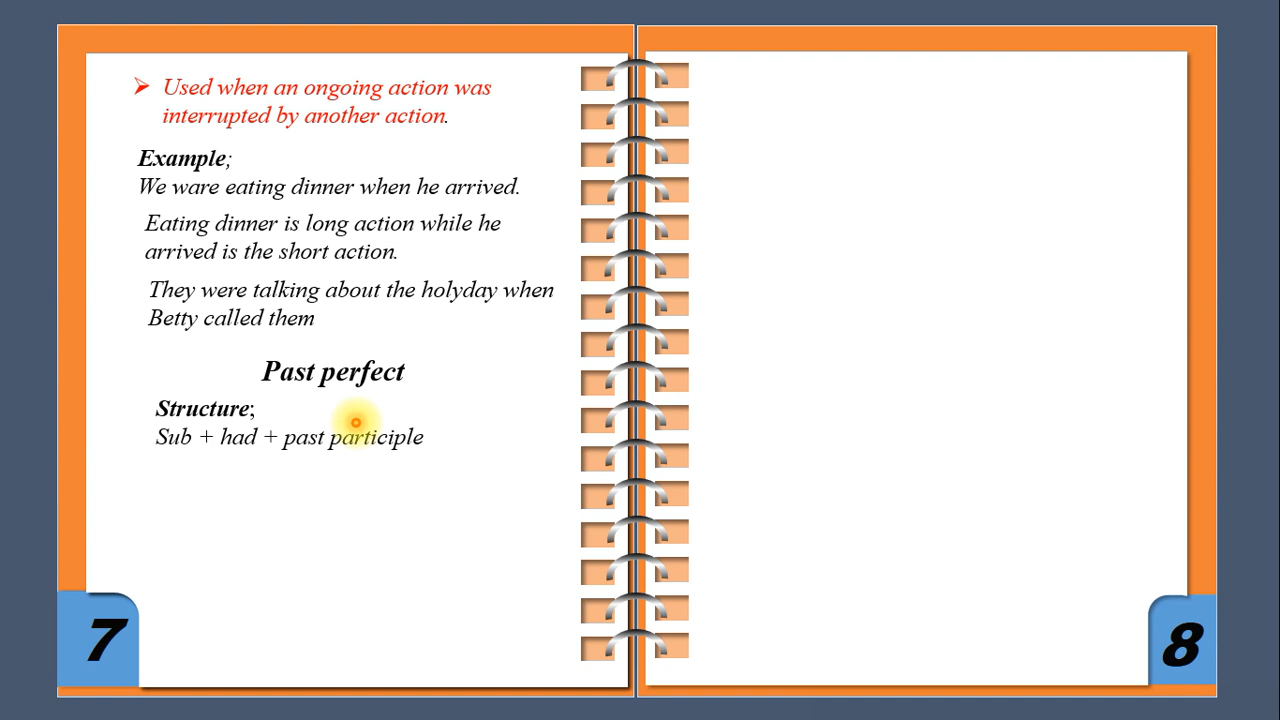 Used when an ongoing action was
interrupted by another action.
Example;
We ware eating dinner when he arrived.
Eating dinner is long action while he
arrived is the short action.
They were talking about the holyday when
Betty called them
Past perfect
Structure;
Sub + had + past participle
7
8